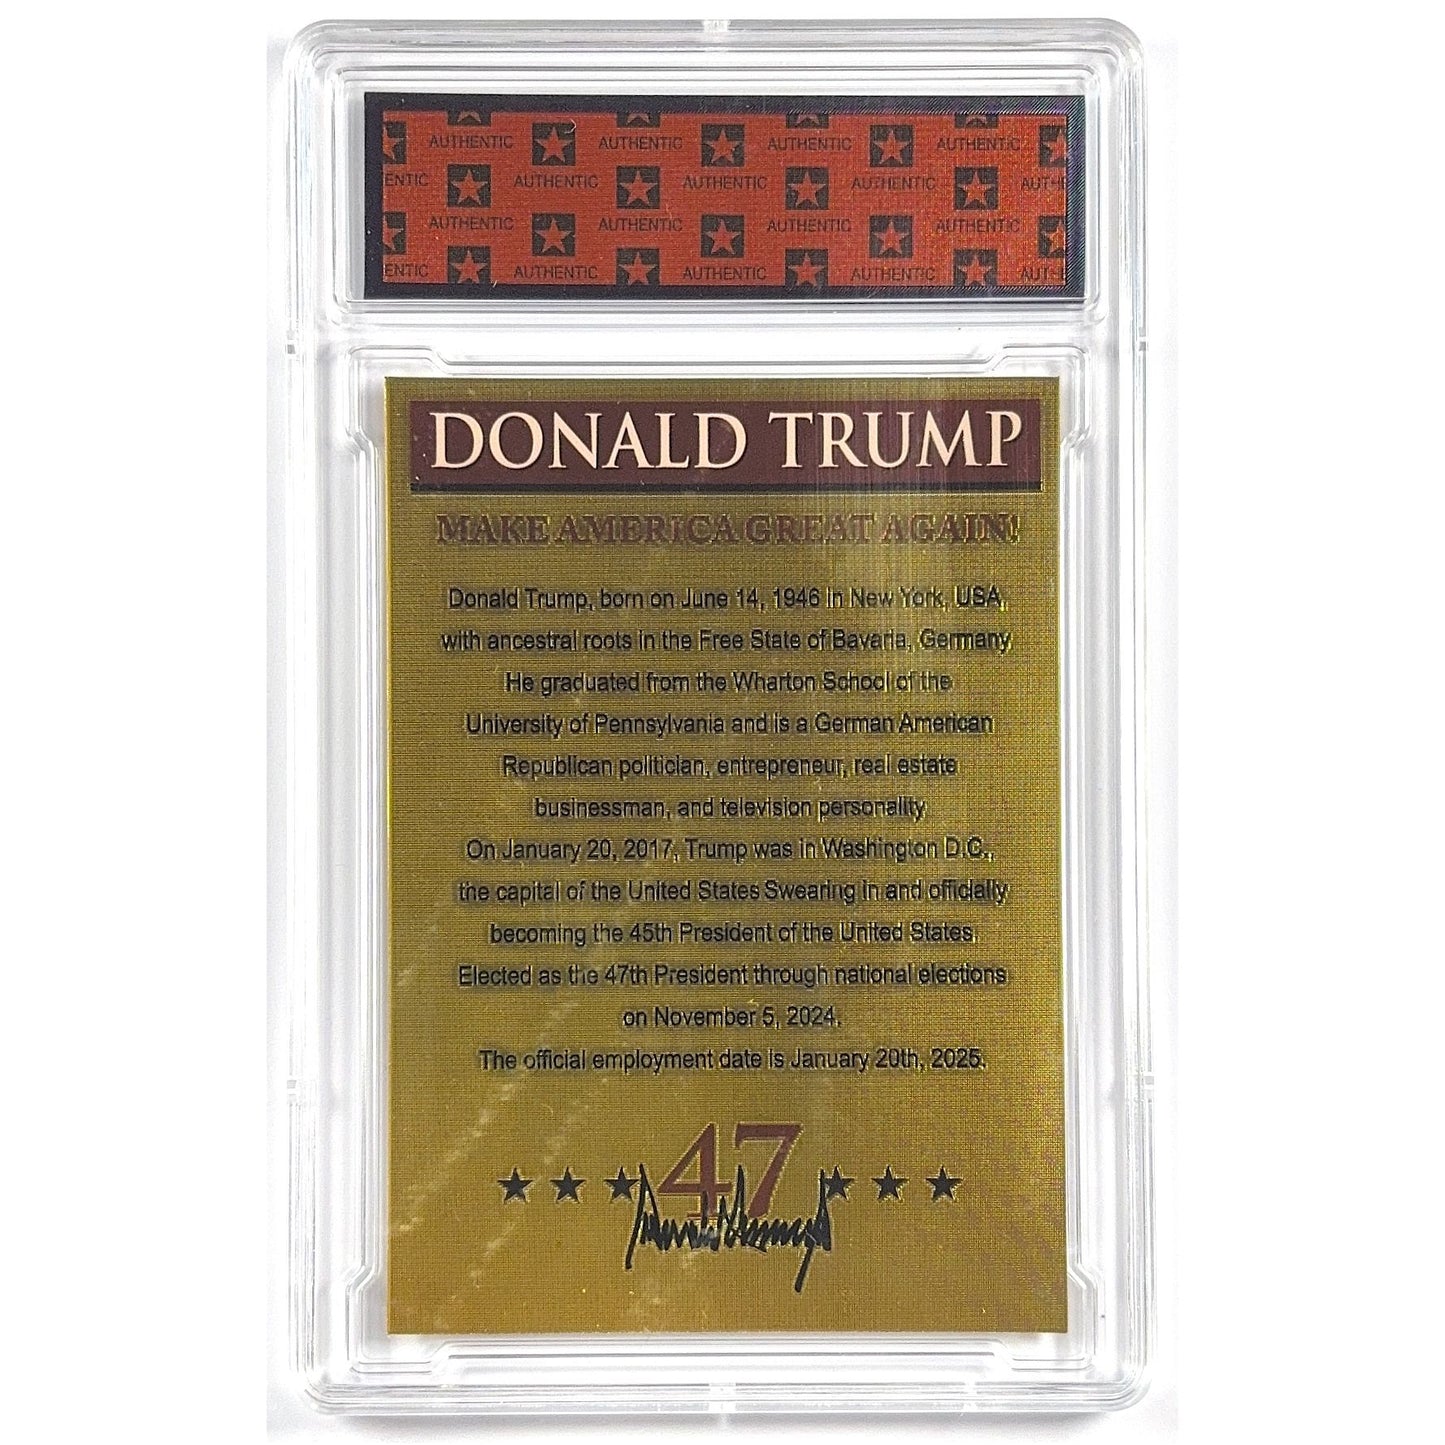 AUTHENTIC AUTHENTIC AUTHENTIC AUTHENTIC
ENTIC AUTHENTIC AUTHENTIC AUTHENTIC AUTHE
AUTHENTIC AUTHENTIC AUTHENTIC AUTHENTIC
ENTIC AUTHENTIC AUTHENTIC AUTHENTIC AUTHE
DONALD TRUMP
MAKE AMERICA GREAT AGAIN!
Donald Trump, born on June 14, 1946 in New York, USA,
with ancestral roots in the Free State of Bavaria, Germany
He graduated from the Wharton School of the
University of Pennsylvania and is a German American
Republican politician, entrepreneur, real estate
businessman, and television personality
On January 20, 2017, Trump was in Washington D.C.,
the capital of the United States Swearing in and officially
becoming the 45th President of the United States.
Elected as the 47th President through national elections
on November 5, 2024.
The official employment date is January 20th, 2025.
47